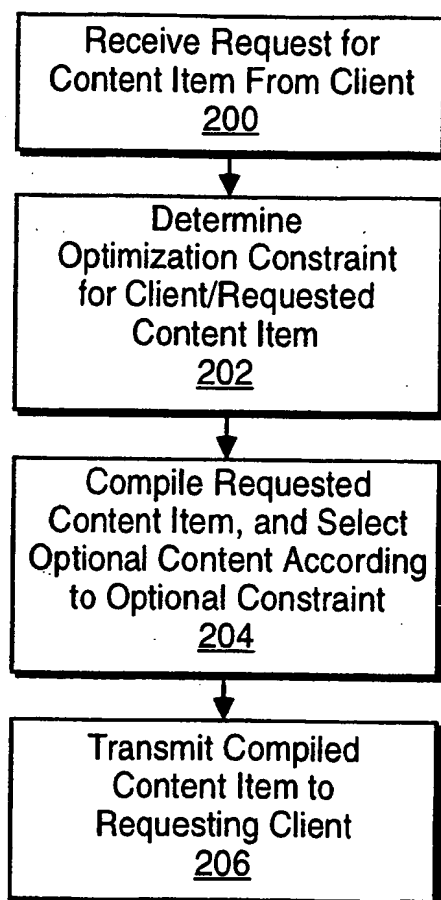 Receive Request for
Content Item From Client
200
Determine
Optimization Constraint
for Client/Requested
Content Item
202
Compile Requested
Content Item, and Select
Optional Content According
to Optional Constraint
204
Transmit Compiled
Content Item to
Requesting Client
206